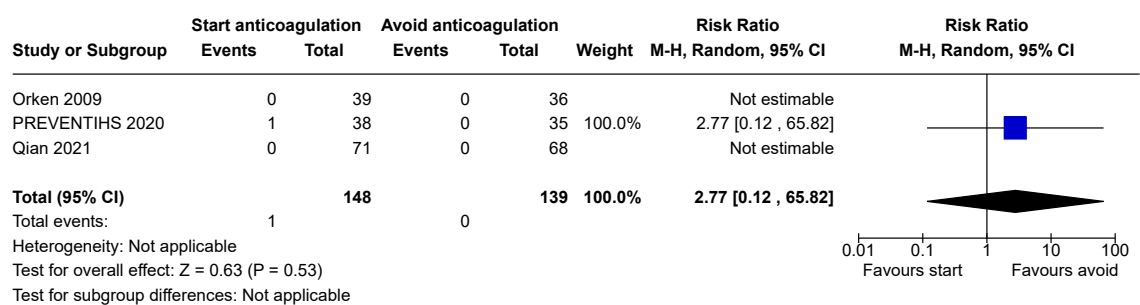 Start anticoagulation Avoid anticoagulation Risk Ratio Risk Ratio
Study or Subgroup Events Total Events Total Weight M-H, Random, 95% CI M-H, Random, 95% CI
Orken 2009 0 39 0 36 Not estimable
PREVENTIHS 2020 1 38 0 35 100.0% 2.77 [0.12 , 65.82]
Qian 2021 0 71 0 68 Not estimable
Total (95% CI) 148 139 100.0% 2.77 [0.12 , 65.82]
Total events: 1 0
Heterogeneity: Not applicable
0.01 0.1 1 10 100
Test for overall effect: Z = 0.63 (P = 0.53) Favours start Favours avoid
Test for subgroup differences: Not applicable